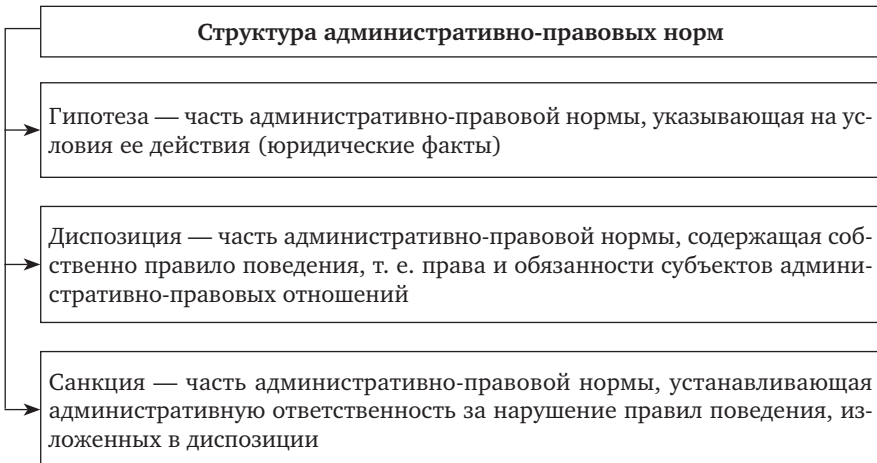 Структура административно-правовых норм
Гипотеза — часть административно-правовой нормы, указывающая на ус-
ловия ее действия (юридические факты)
Диспозиция — часть административно-правовой нормы, содержащая соб-
ственно правило поведения, т. е. права и обязанности субъектов админи-
стративно-правовых отношений
Санкция — часть административно-правовой нормы, устанавливающая
административную ответственность за нарушение правил поведения, из-
ложенных в диспозиции